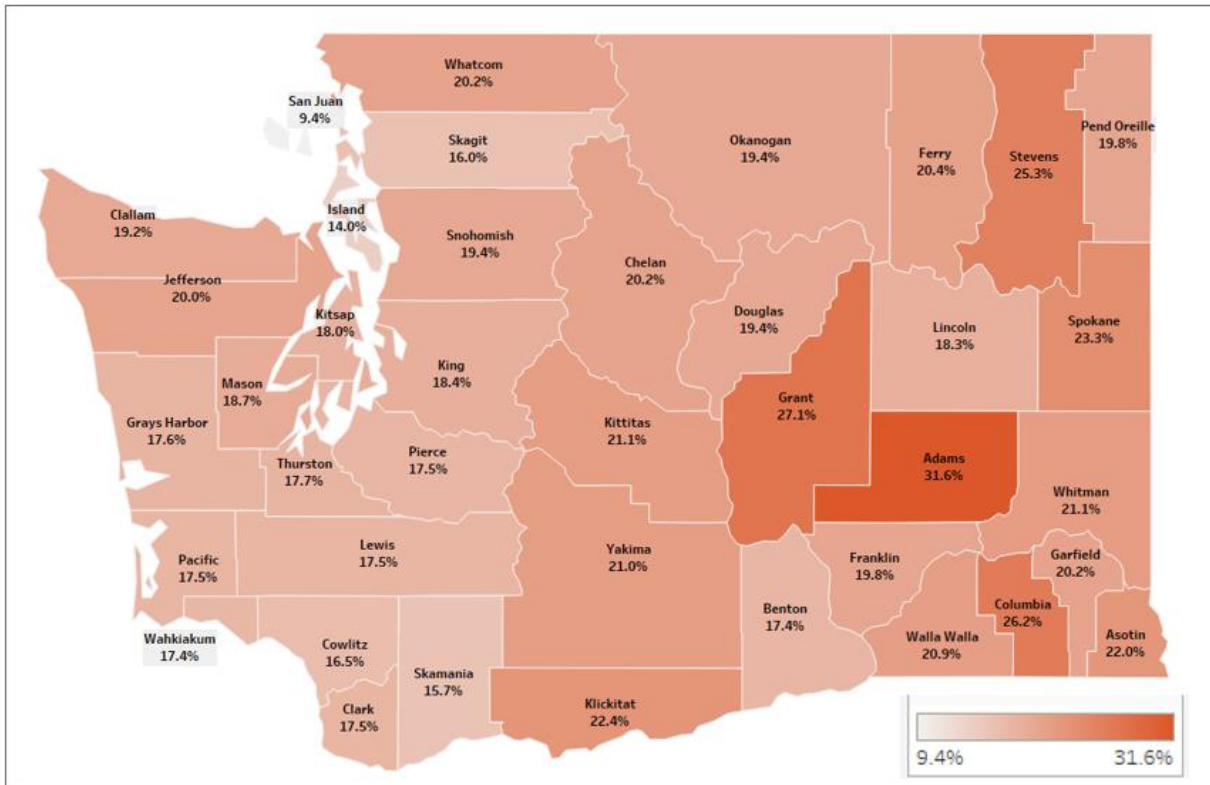 Whatcom
20.2%
San Juan
9.4%
Skagit
16.0%
Okanogan
19.4%
Ferry
20.4%
Stevens
25.3%
Pend Oreille
19.8%
Clallam
19.2%
Island
14.0%
Snohomish
19.4%
Chelan
20.2%
Jefferson
20.0%
Kitsap
18.0%
Douglas
19.4%
Lincoln
18.3%
Spokane
23.3%
King
18.4%
Mason
18.7%
Grays Harbor
17.6%
Grant
27.1%
Kittitas
21.1%
Thurston
17.7%
Pierce
17.5%
Adams
31.6%
Whitman
21.1%
Pacific
17.5%
Lewis
17.5%
Yakima
21.0%
Franklin
19.8%
Garfield
20.2%
Wahkiakum
17.4%
Cowlitz
16.5%
Skamania
15.7%
Benton
17.4%
Columbia
26.2%
Walla Walla
20.9%
Asotin
22.0%
Clark
17.5%
Klickitat
22.4%
9.4% 31.6%